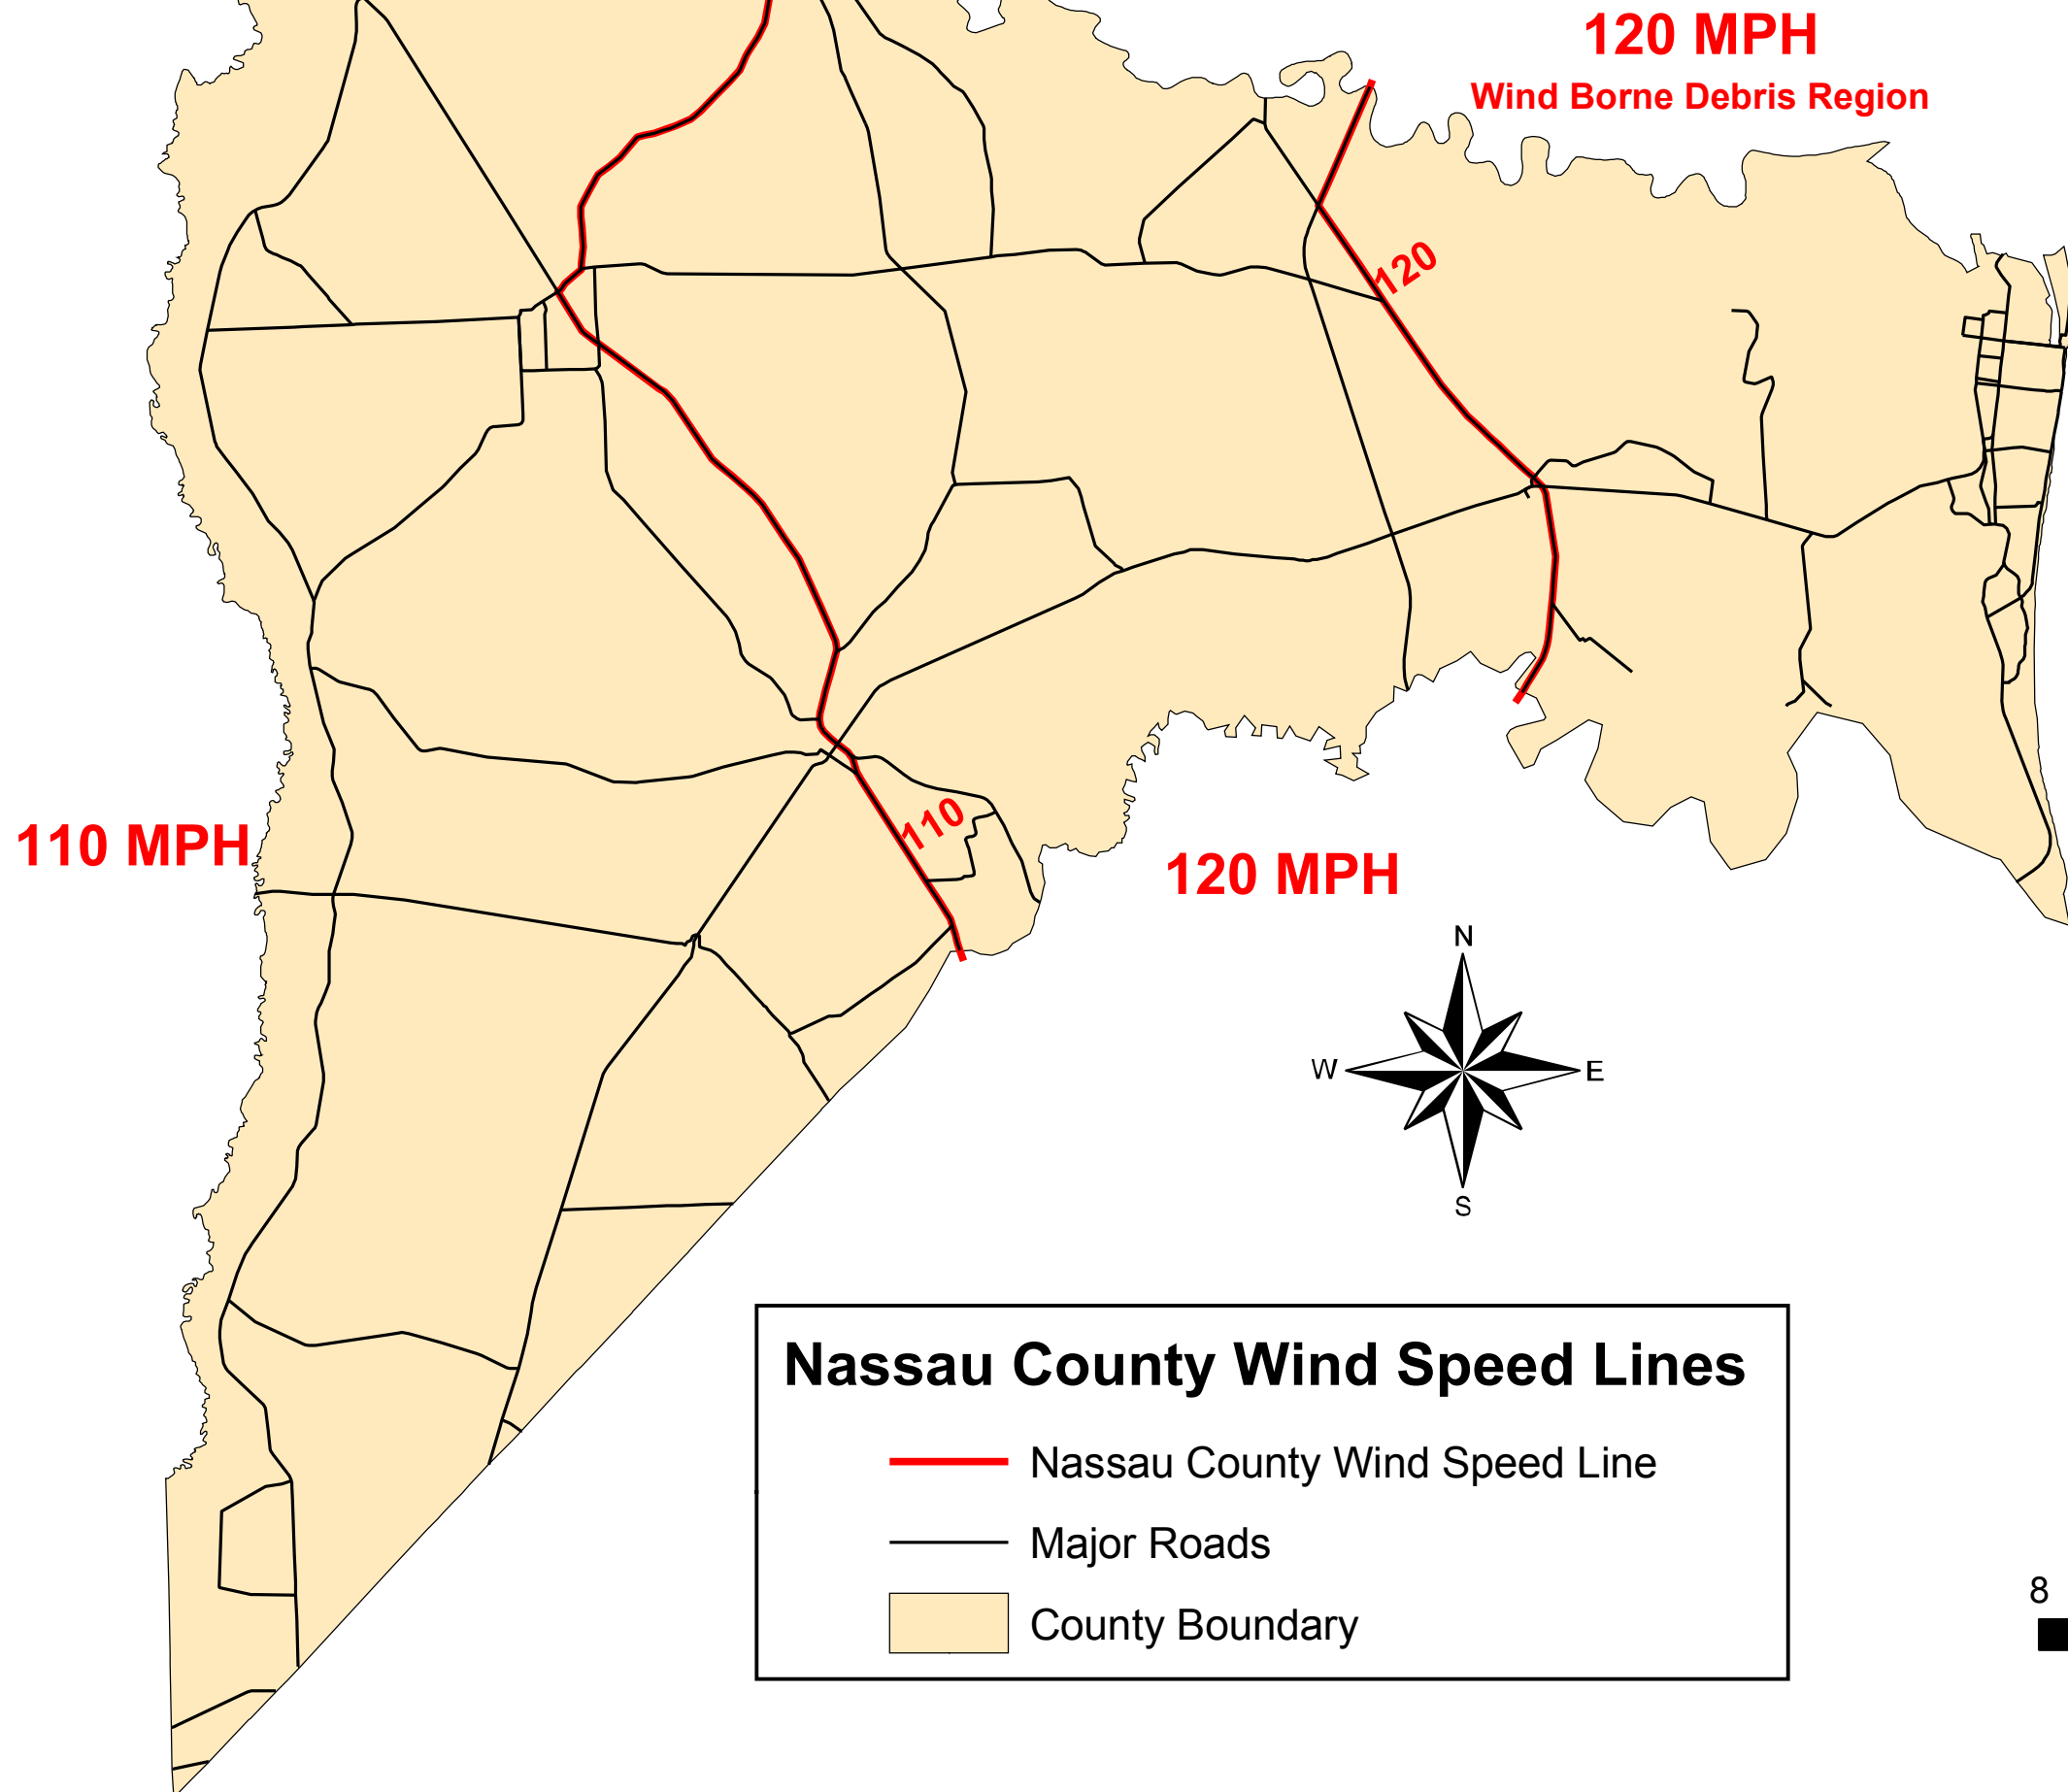 120 MPH
Wind Borne Debris Region
120
110
110 MPH
120 MPH
N
W
E
S
Nassau County Wind Speed Lines
Nassau County Wind Speed Line
Major Roads
County Boundary
8